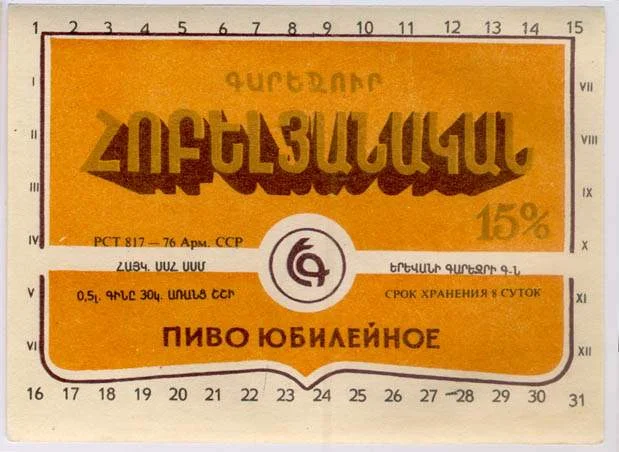 1 2 3 4 5 6 7 8 9 10 11 12 13 14 15
I VII
II VIII
III IX
IV X
V XI
VI XII
ԳԱՐԵՋՈՒՐ
ՀՈԲԵԼՅԱՆԱԿԱՆ
15%
РСТ 817 — 76 Арм. ССР
ՀԱՅԿ. ՍՍՀ ՍՍՄ
ԵՐԵՎԱՆԻ ԳԱՐԵՋՐԻ Գ-Ն
0,5լ. ԳԻՆԸ 30կ. ԱՌԱՆՑ ՇՇԻ
СРОК ХРАНЕНИЯ 8 СУТОК
ПИВО ЮБИЛЕЙНОЕ
16 17 18 19 20 21 22 23 24 25 26 27 28 29 30 31